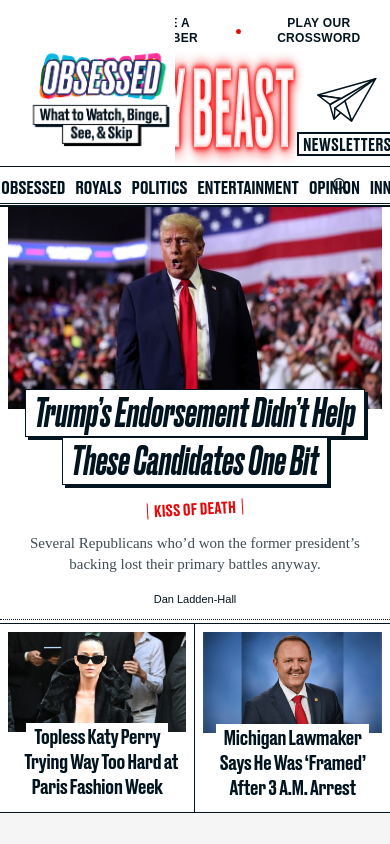 PLAY OUR
CROSSWORD
OBSESSED
What to Watch, Binge,
See, & Skip
BEAST
NEWSLETTERS
OBSESSED ROYALS POLITICS ENTERTAINMENT OPINION INN
Trump’s Endorsement Didn’t Help
These Candidates One Bit
KISS OF DEATH
Several Republicans who’d won the former president’s
backing lost their primary battles anyway.
Dan Ladden-Hall
Topless Katy Perry
Trying Way Too Hard at
Paris Fashion Week
Michigan Lawmaker
Says He Was ‘Framed’
After 3 A.M. Arrest